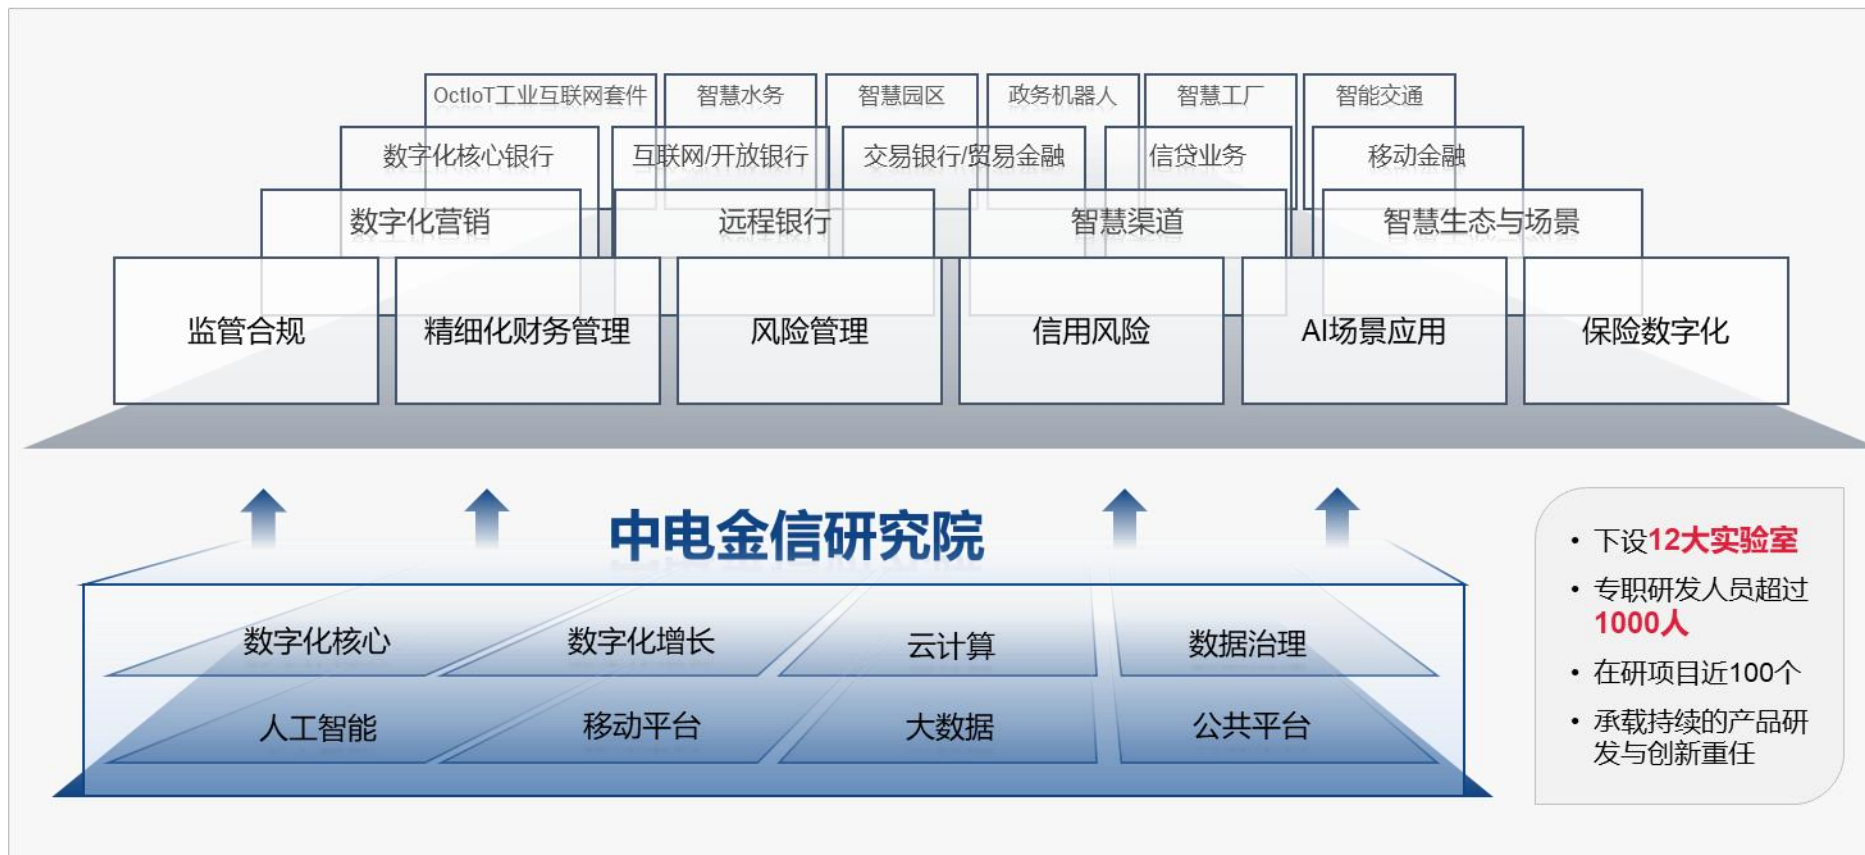 OctIoT工业互联网套件 智慧水务 智慧园区 政务机器人 智慧工厂 智能交通
数字化核心银行 互联网/开放银行 交易银行/贸易金融 信贷业务 移动金融
数字化营销 远程银行 智慧渠道 智慧生态与场景
监管合规 精细化财务管理 风险管理 信用风险 AI场景应用 保险数字化
中电金信研究院
数字化核心 数字化增长 云计算 数据治理
人工智能 移动平台 大数据 公共平台
• 下设12大实验室
• 专职研发人员超过
1000人
• 在研项目近100个
• 承载持续的产品研
发与创新重任